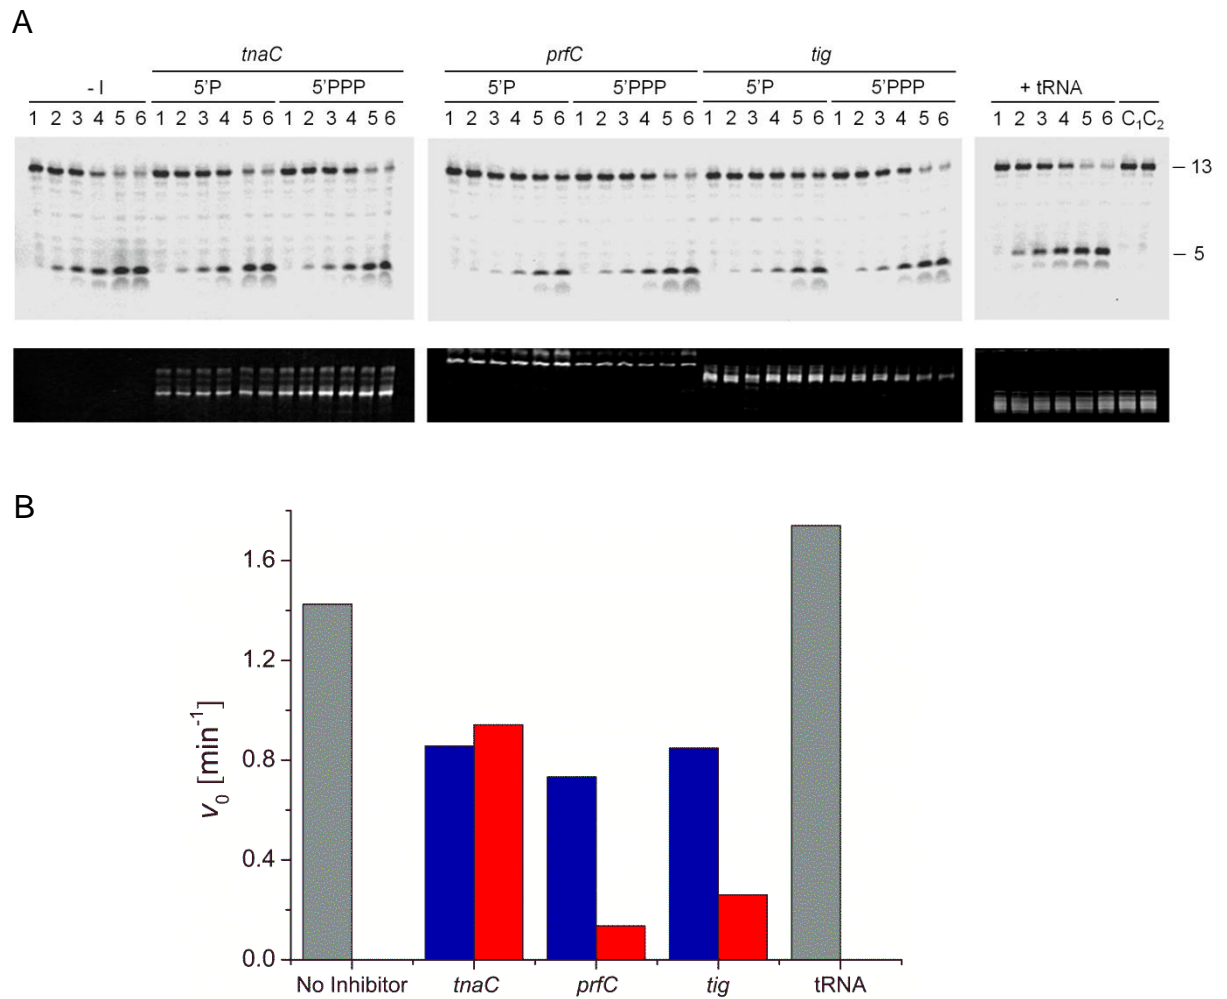 A
tnaC prfC tig
- I 5'P 5'PPP 5'P 5'PPP 5'P 5'PPP + tRNA
1 2 3 4 5 6 1 2 3 4 5 6 1 2 3 4 5 6 1 2 3 4 5 6 1 2 3 4 5 6 1 2 3 4 5 6 1 2 3 4 5 6 1 2 3 4 5 6 C₁C₂
– 13
– 5
B
1.6
1.2
0.8
0.4
0.0
v₀ [min⁻¹]
No Inhibitor tnaC prfC tig tRNA